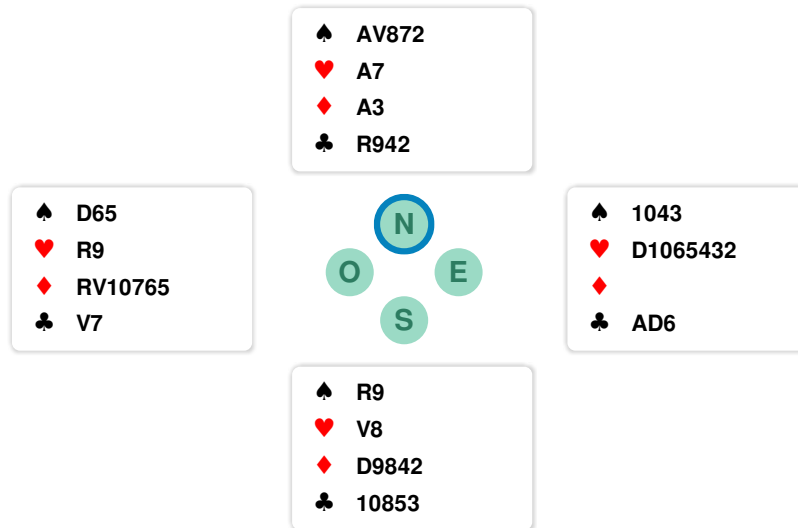 ♠ AV872
♥ A7
♦ A3
♣ R942
♠ D65
♥ R9
♦ RV10765
♣ V7
N
O E
S
♠ 1043
♥ D1065432
♦
♣ AD6
♠ R9
♥ V8
♦ D9842
♣ 10853